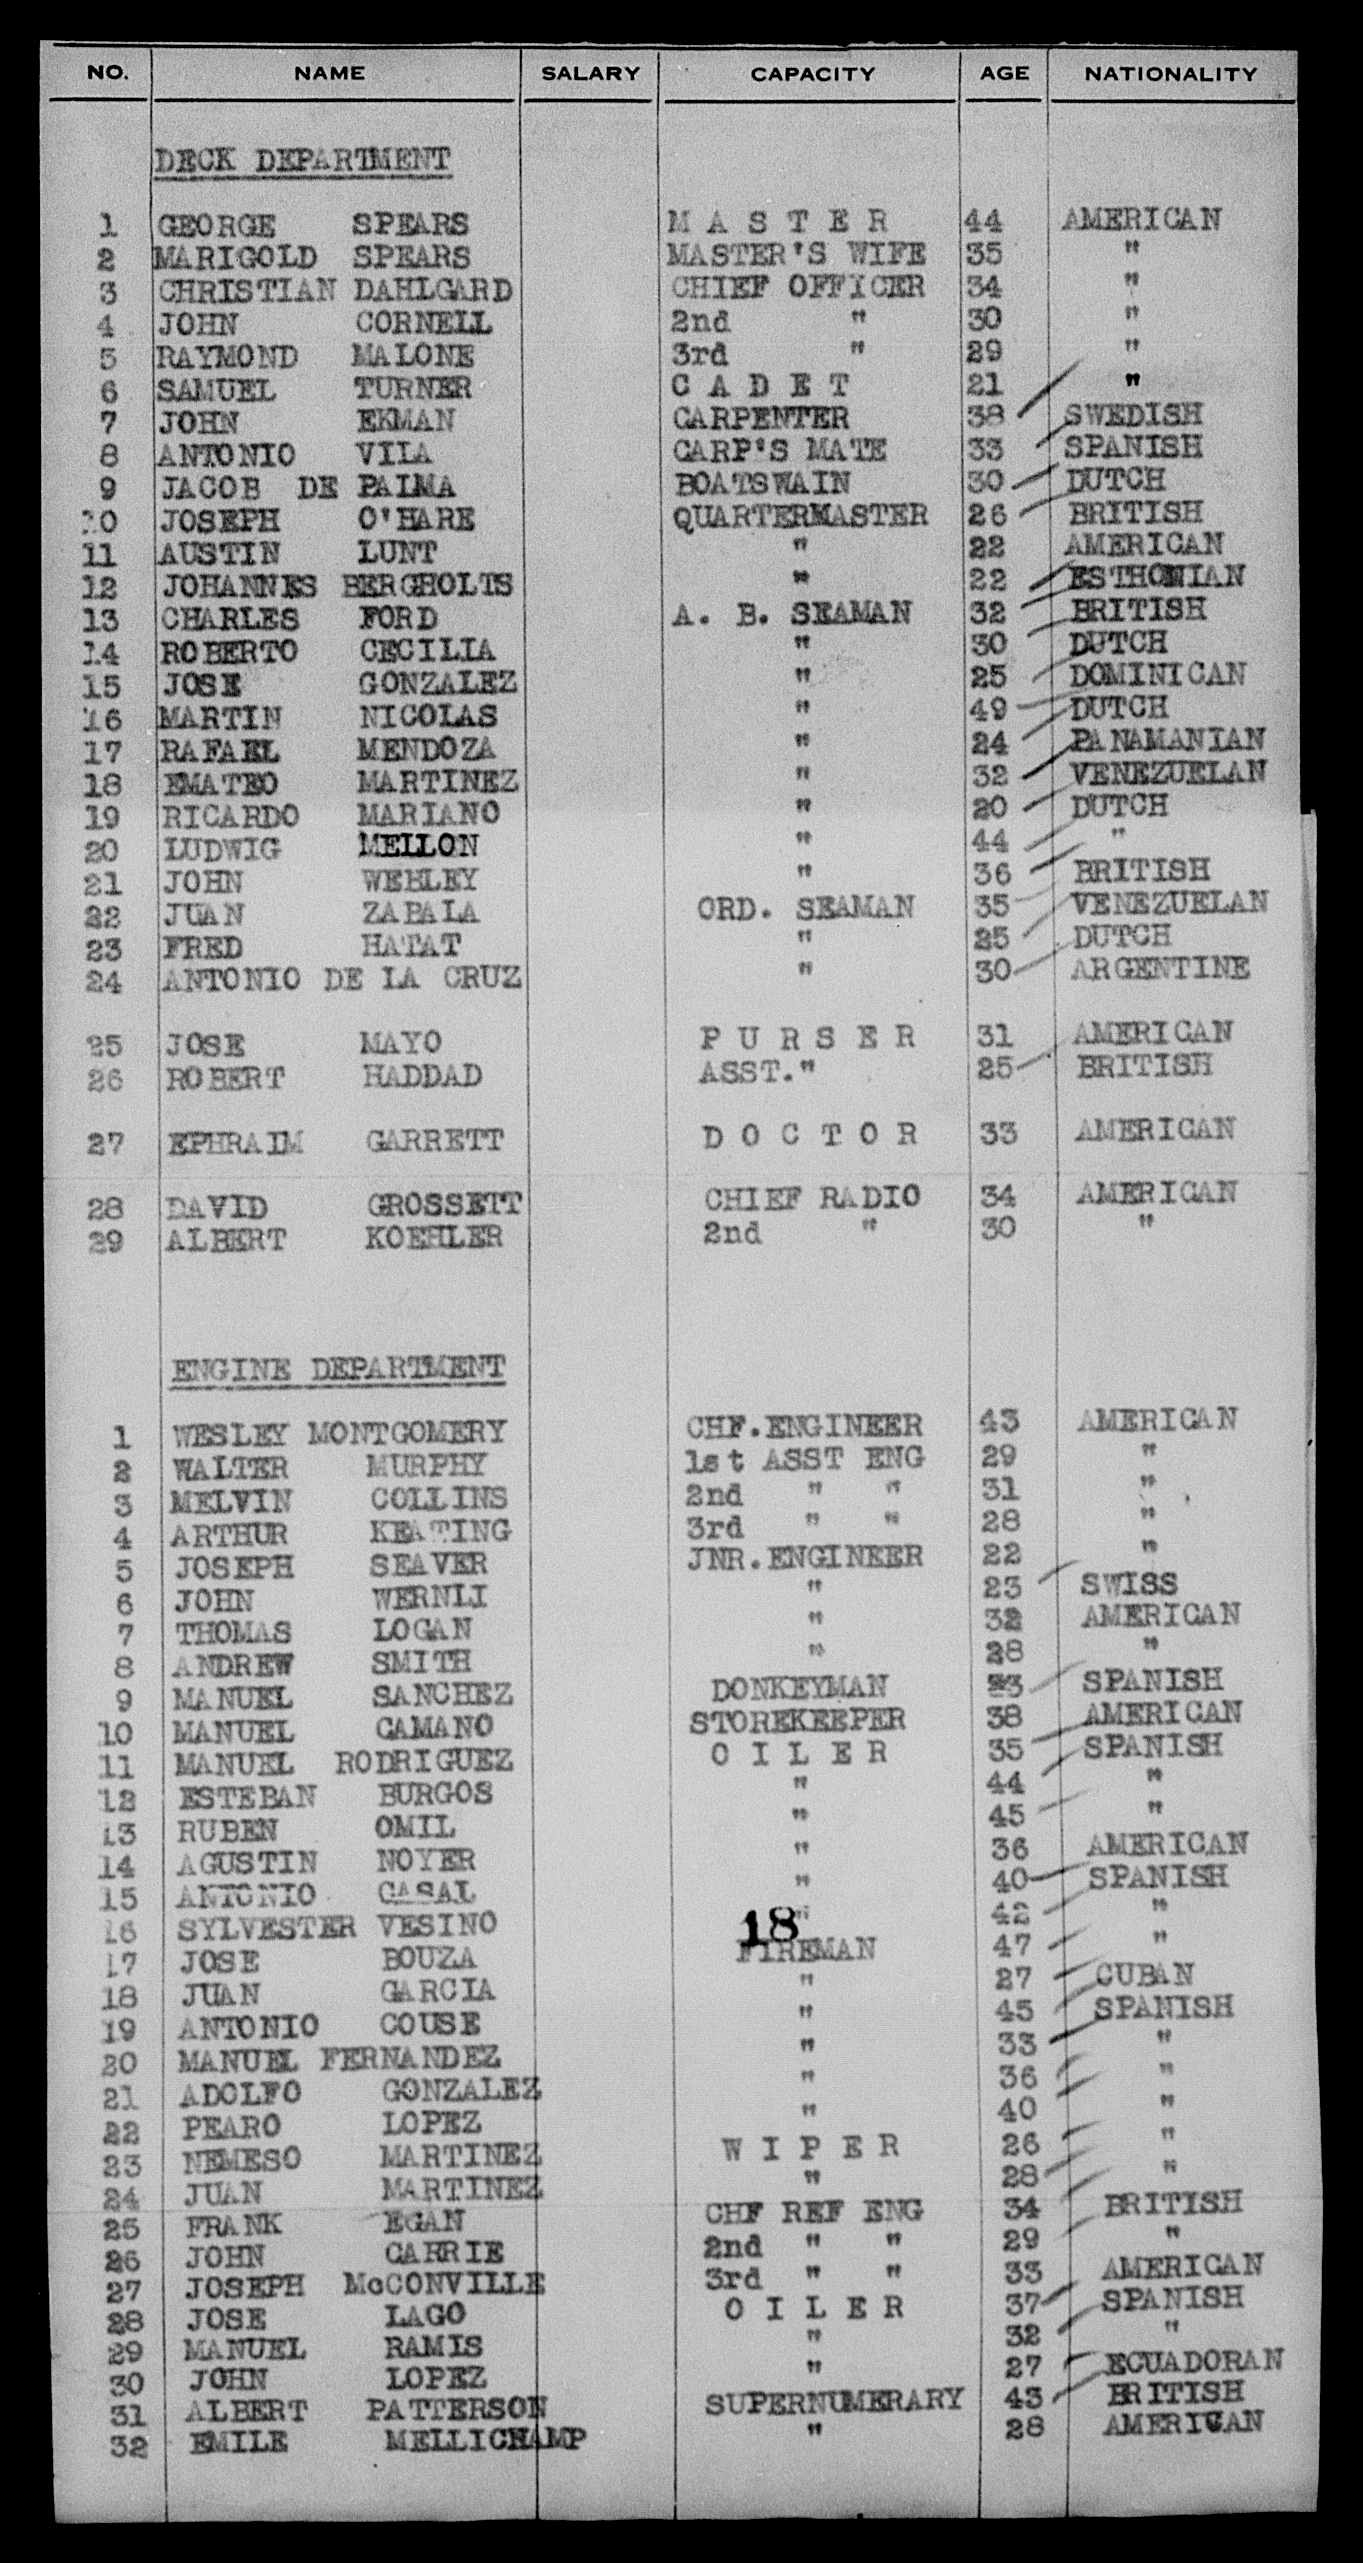 NO. NAME SALARY CAPACITY AGE NATIONALITY
DECK DEPARTMENT
1 GEORGE SPEARS M A S T E R 44 AMERICAN
2 MARIGOLD SPEARS MASTER'S WIFE 35 "
3 CHRISTIAN DAHLGARD CHIEF OFFICER 34 "
4 JOHN CORNELL 2nd " 30 "
5 RAYMOND MALONE 3rd " 29 "
6 SAMUEL TURNER C A D E T 21 "
7 JOHN EKMAN CARPENTER 38 SWEDISH
8 ANTONIO VILA CARP'S MATE 33 SPANISH
9 JACOB DE PALMA BOATSWAIN 30 DUTCH
10 JOSEPH O'HARE QUARTERMASTER 26 BRITISH
11 AUSTIN LUNT " 22 AMERICAN
12 JOHANNES BERGHOLTS " 22 ESTHONIAN
13 CHARLES FORD A. B. SEAMAN 32 BRITISH
14 ROBERTO CECILIA " 30 DUTCH
15 JOSE GONZALEZ " 25 DOMINICAN
16 MARTIN NICOLAS " 49 DUTCH
17 RAFAEL MENDOZA " 24 PANAMANIAN
18 EMATEO MARTINEZ " 32 VENEZUELAN
19 RICARDO MARIANO " 20 DUTCH
20 LUDWIG MELLON " 44 "
21 JOHN WEBLEY " 36 BRITISH
22 JUAN ZABALA ORD. SEAMAN 35 VENEZUELAN
23 FRED HATAT " 25 DUTCH
24 ANTONIO DE LA CRUZ " 30 ARGENTINE
25 JOSE MAYO P U R S E R 31 AMERICAN
26 ROBERT HADDAD ASST." 25 BRITISH
27 EPHRAIM GARRETT D O C T O R 33 AMERICAN
28 DAVID GROSSETT CHIEF RADIO 34 AMERICAN
29 ALBERT KOEHLER 2nd " 30 "
ENGINE DEPARTMENT
1 WESLEY MONTGOMERY CHF.ENGINEER 43 AMERICAN
2 WALTER MURPHY 1st ASST ENG 29 "
3 MELVIN COLLINS 2nd " " 31 "
4 ARTHUR KEATING 3rd " " 28 "
5 JOSEPH SEAVER JNR.ENGINEER 22 "
6 JOHN WERNLI " 23 SWISS
7 THOMAS LOGAN " 32 AMERICAN
8 ANDREW SMITH " 28 "
9 MANUEL SANCHEZ DONKEYMAN 33 SPANISH
10 MANUEL CAMANO STOREKEEPER 38 AMERICAN
11 MANUEL RODRIGUEZ O I L E R 35 SPANISH
12 ESTEBAN BURGOS " 44 "
13 RUBEN OMIL " 45 "
14 AGUSTIN NOYER " 36 AMERICAN
15 ANTONIO CASAL " 40 SPANISH
16 SYLVESTER VESINO 18 " 42 "
17 JOSE BOUZA FIREMAN 47 "
18 JUAN GARCIA " 27 CUBAN
19 ANTONIO COUSE " 45 SPANISH
20 MANUEL FERNANDEZ " 33 "
21 ADOLFO GONZALEZ " 36 "
22 PEARO LOPEZ " 40 "
23 NEMESO MARTINEZ W I P E R 26 "
24 JUAN MARTINEZ " 28 "
25 FRANK EGAN CHF REF ENG 34 BRITISH
26 JOHN CARRIE 2nd " " 29 "
27 JOSEPH McCONVILLE 3rd " " 33 AMERICAN
28 JOSE LAGO O I L E R 37 SPANISH
29 MANUEL RAMIS " 32 "
30 JOHN LOPEZ " 27 ECUADORAN
31 ALBERT PATTERSON SUPERNUMERARY 43 BRITISH
32 EMILE MELLICHAMP " 28 AMERICAN